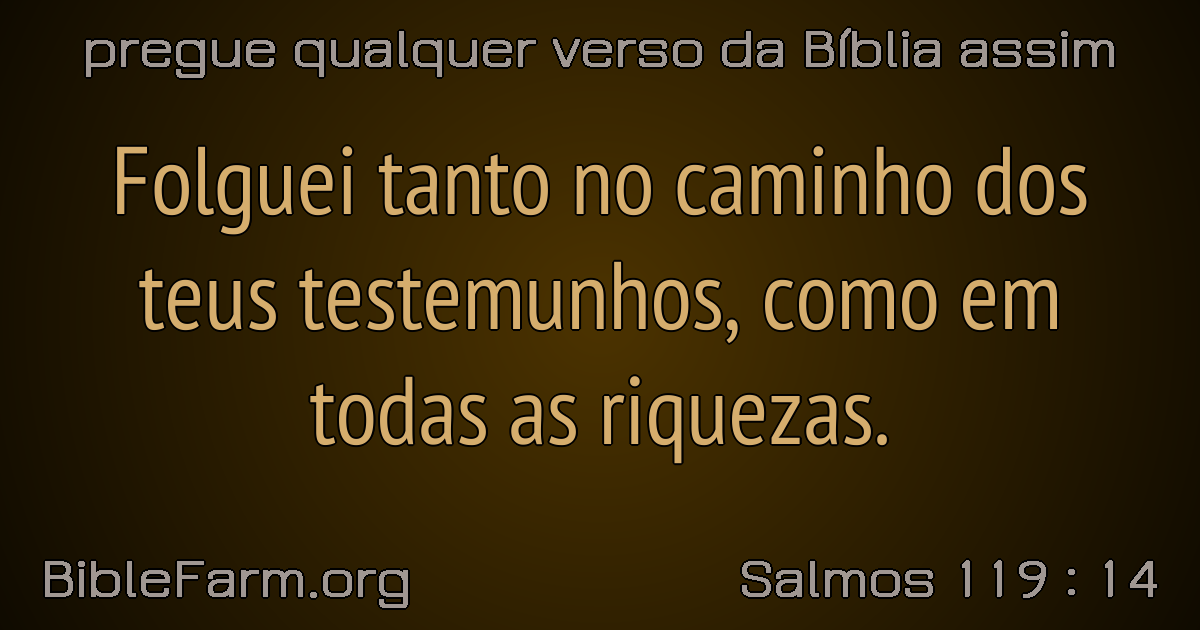 pregue qualquer verso da Bíblia assim
Folguei tanto no caminho dos
teus testemunhos, como em
todas as riquezas.
BibleFarm.org
Salmos 119 : 14